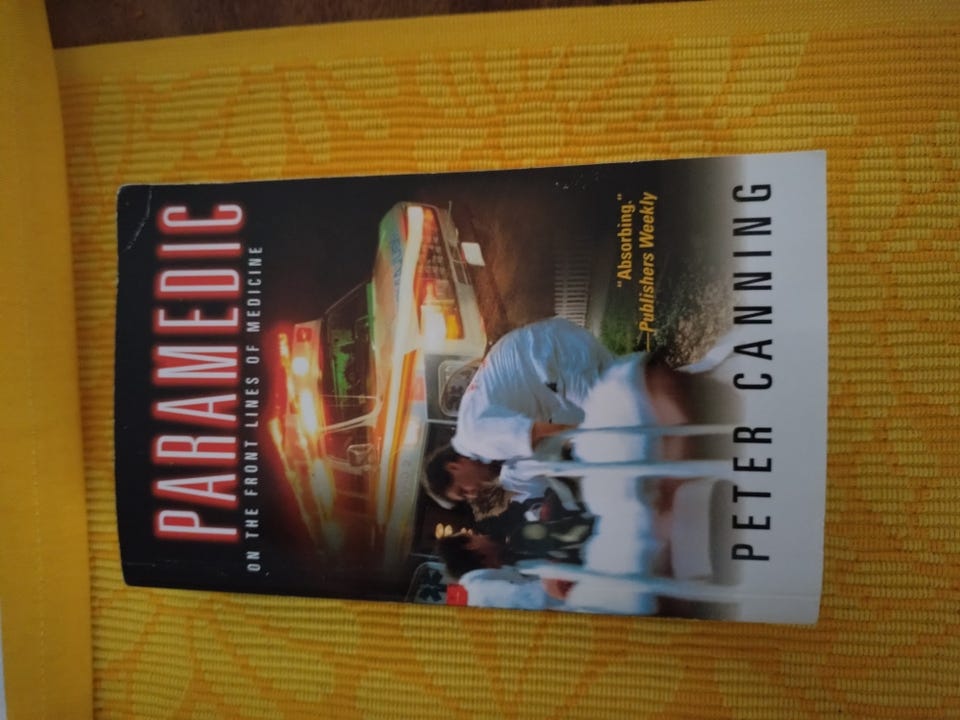 PARAMEDIC
ON THE FRONT LINES OF MEDICINE
"Absorbing."
—Publishers Weekly
PETER CANNING